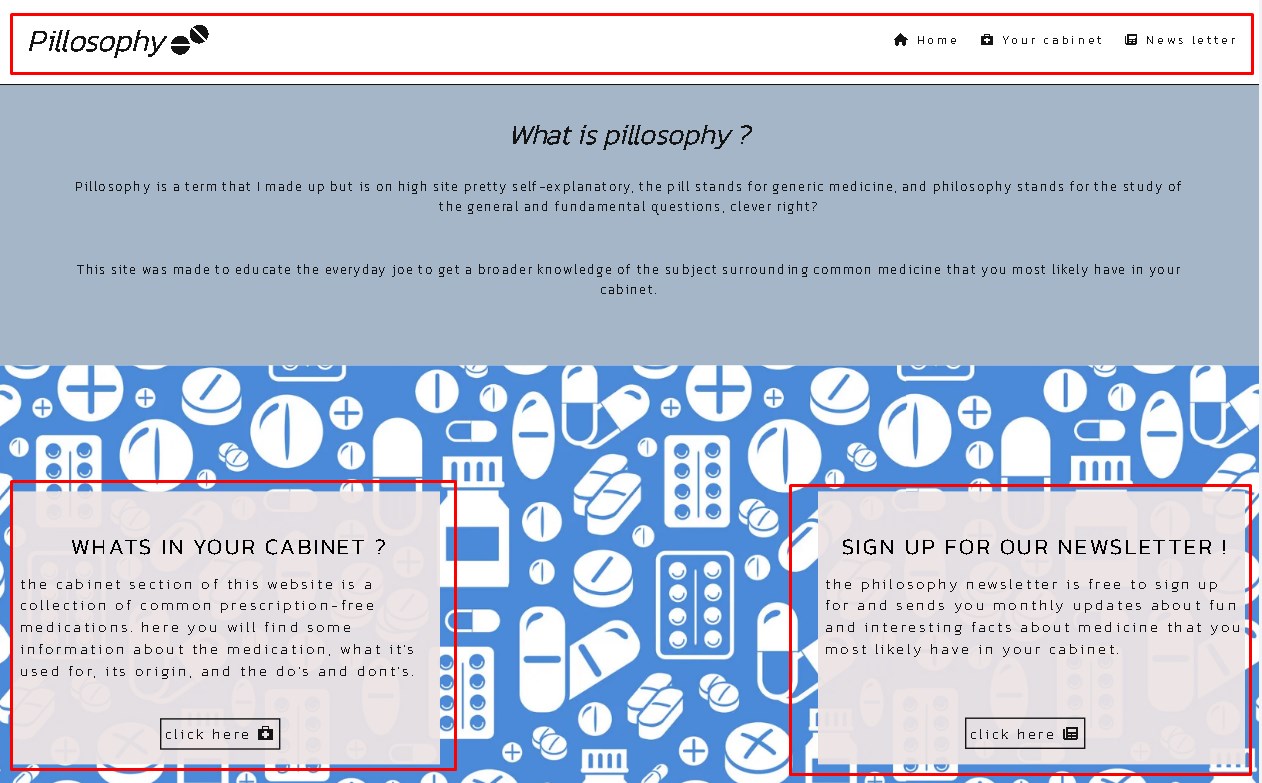 Pillosophy
Home Your cabinet News letter
What is pillosophy ?
Pillosophy is a term that I made up but is on high site pretty self-explanatory, the pill stands for generic medicine, and philosophy stands for the study of
the general and fundamental questions, clever right?
This site was made to educate the everyday joe to get a broader knowledge of the subject surrounding common medicine that you most likely have in your
cabinet.
WHATS IN YOUR CABINET ?
the cabinet section of this website is a
collection of common prescription-free
medications. here you will find some
information about the medication, what it's
used for, its origin, and the do's and dont's.
click here
SIGN UP FOR OUR NEWSLETTER !
the philosophy newsletter is free to sign up
for and sends you monthly updates about fun
and interesting facts about medicine that you
most likely have in your cabinet.
click here